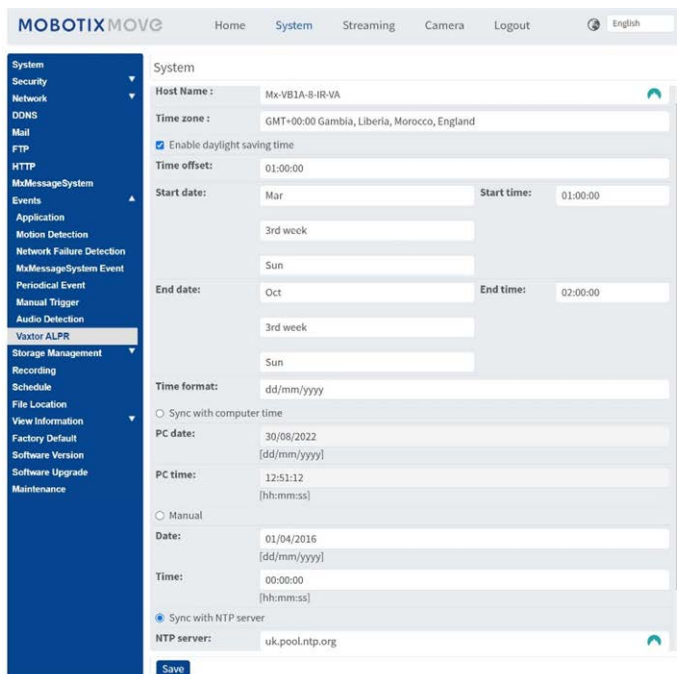 MOBOTIX MOVE
Home System Streaming Camera Logout English
System
Security
Network
DDNS
Mail
FTP
HTTP
MxMessageSystem
Events
Application
Motion Detection
Network Failure Detection
MxMessageSystem Event
Periodical Event
Manual Trigger
Audio Detection
Vaxtor ALPR
Storage Management
Recording
Schedule
File Location
View Information
Factory Default
Software Version
Software Upgrade
Maintenance
System
Host Name : Mx-VB1A-8-IR-VA
Time zone : GMT+00:00 Gambia, Liberia, Morocco, England
Enable daylight saving time
Time offset: 01:00:00
Start date: Mar Start time: 01:00:00
3rd week
Sun
End date: Oct End time: 02:00:00
3rd week
Sun
Time format: dd/mm/yyyy
Sync with computer time
PC date: 30/08/2022
[dd/mm/yyyy]
PC time: 12:51:12
[hh:mm:ss]
Manual
Date: 01/04/2016
[dd/mm/yyyy]
Time: 00:00:00
[hh:mm:ss]
Sync with NTP server
NTP server: uk.pool.ntp.org
Save